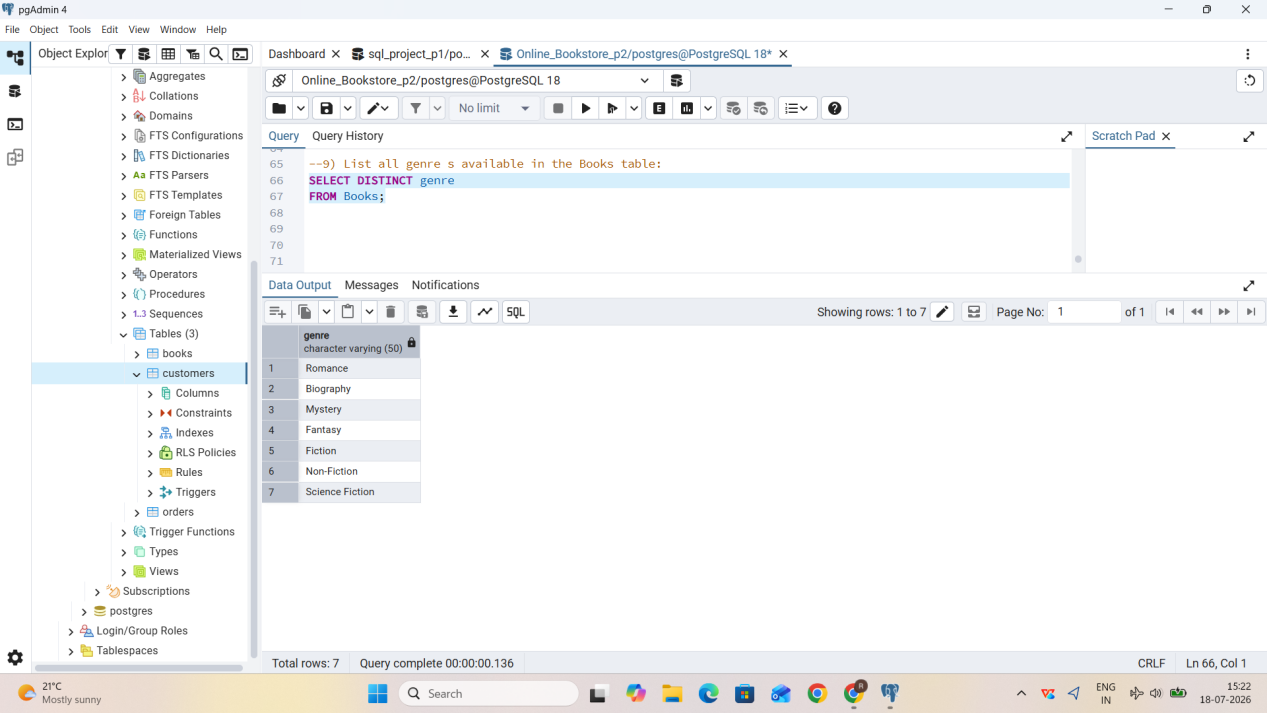 pgAdmin 4
File Object Tools Edit View Window Help
Object Explor
Dashboard
sql_project_p1/po...
Online_Bookstore_p2/postgres@PostgreSQL 18*
Online_Bookstore_p2/postgres@PostgreSQL 18
No limit
E
Query Query History
Scratch Pad
65 --9) List all genre s available in the Books table:
66 SELECT DISTINCT genre
67 FROM Books;
68
69
70
71
Aggregates
Collations
Domains
FTS Configurations
FTS Dictionaries
Aa FTS Parsers
FTS Templates
Foreign Tables
Functions
Materialized Views
Operators
Procedures
1..3 Sequences
Tables (3)
books
customers
Columns
Constraints
Indexes
RLS Policies
Rules
Triggers
orders
Trigger Functions
Types
Views
Subscriptions
postgres
Login/Group Roles
Tablespaces
Data Output Messages Notifications
SQL
Showing rows: 1 to 7
Page No: 1 of 1
genre
character varying (50)
1 Romance
2 Biography
3 Mystery
4 Fantasy
5 Fiction
6 Non-Fiction
7 Science Fiction
Total rows: 7
Query complete 00:00:00.136
CRLF
Ln 66, Col 1
21°C
Mostly sunny
Search
R
ENG
IN
15:22
18-07-2026